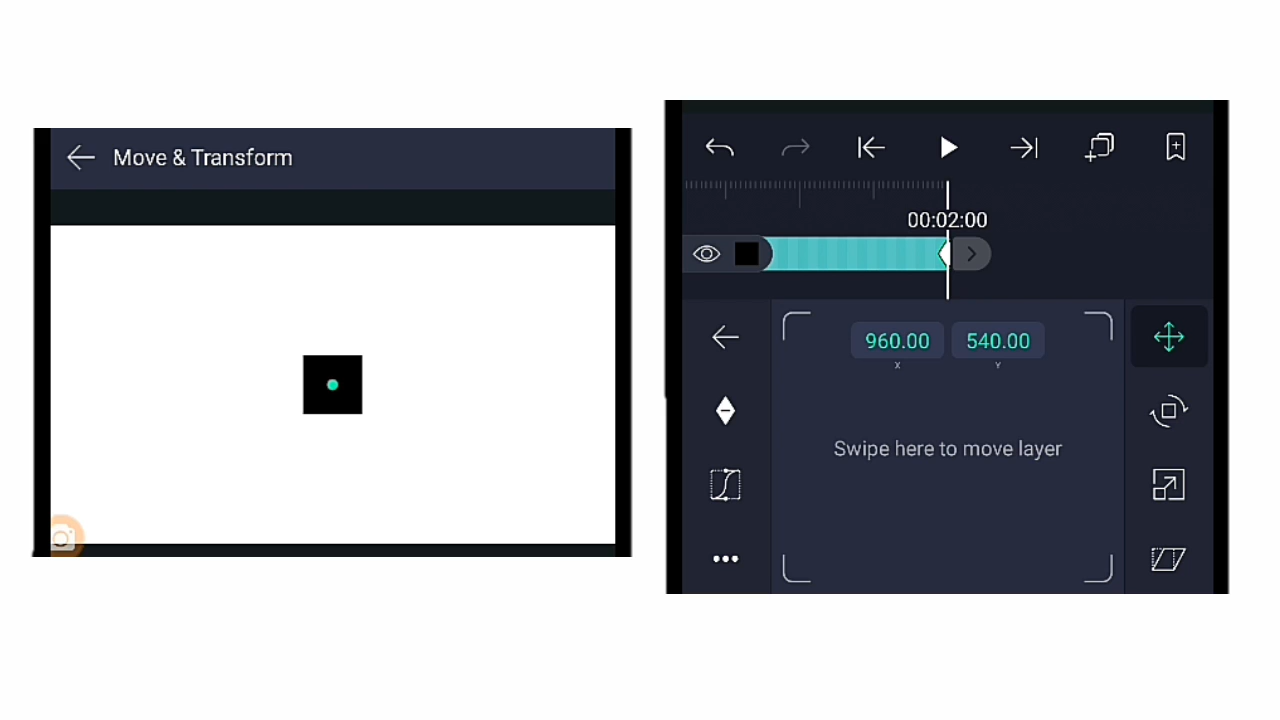 Move & Transform
00:02:00
960.00 540.00
X Y
Swipe here to move layer